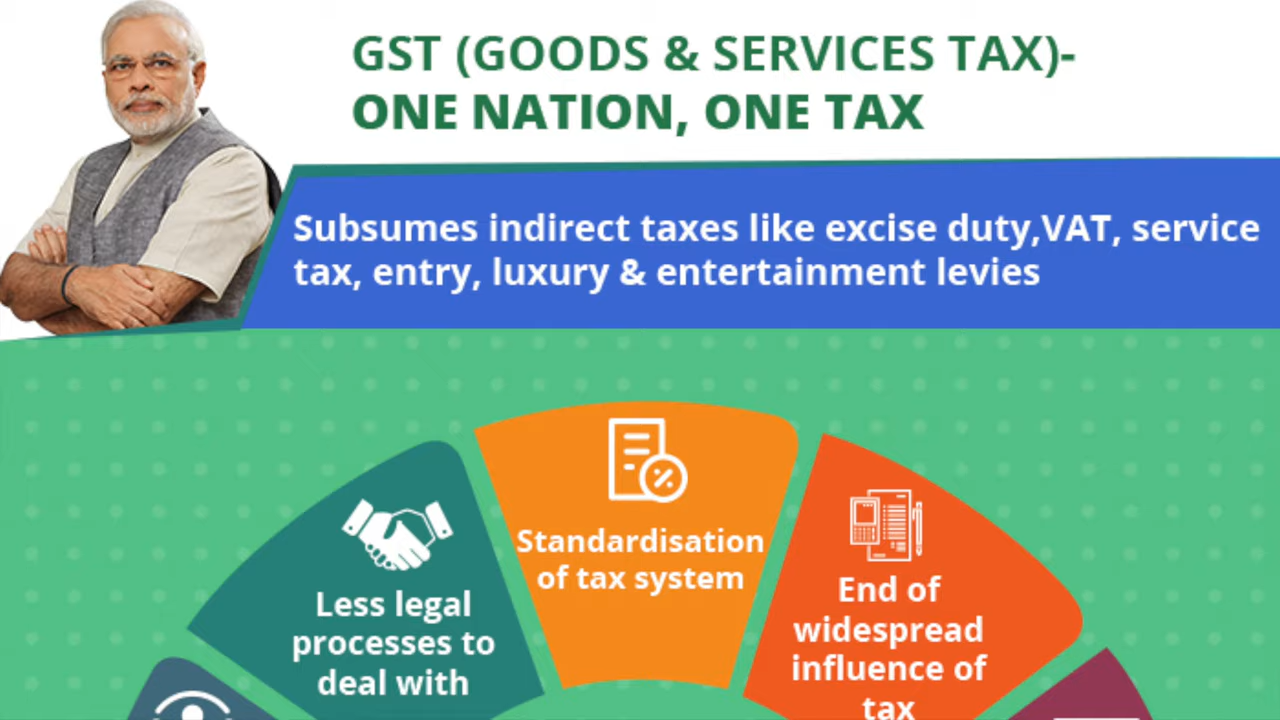 GST (GOODS & SERVICES TAX)-
ONE NATION, ONE TAX
Subsumes indirect taxes like excise duty,VAT, service
tax, entry, luxury & entertainment levies
Less legal
processes to
deal with
Standardisation
of tax system
End of
widespread
influence of
tax